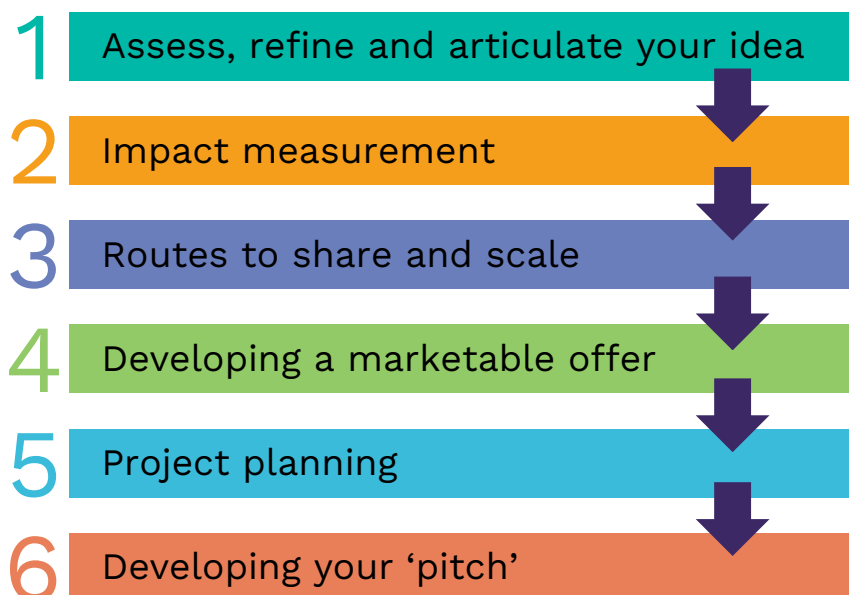 1 Assess, refine and articulate your idea
2 Impact measurement
3 Routes to share and scale
4 Developing a marketable offer
5 Project planning
6 Developing your ‘pitch’